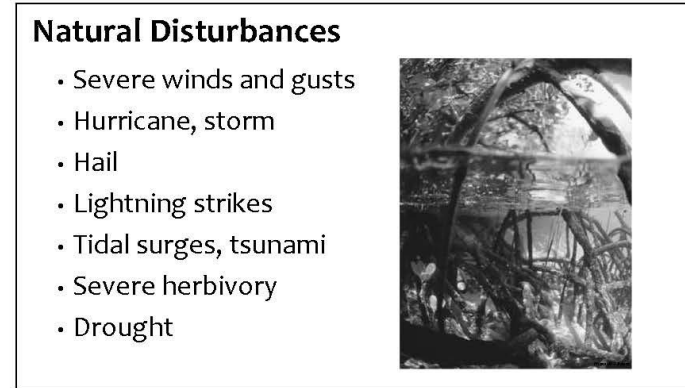 Natural Disturbances
• Severe winds and gusts
• Hurricane, storm
• Hail
• Lightning strikes
• Tidal surges, tsunami
• Severe herbivory
• Drought